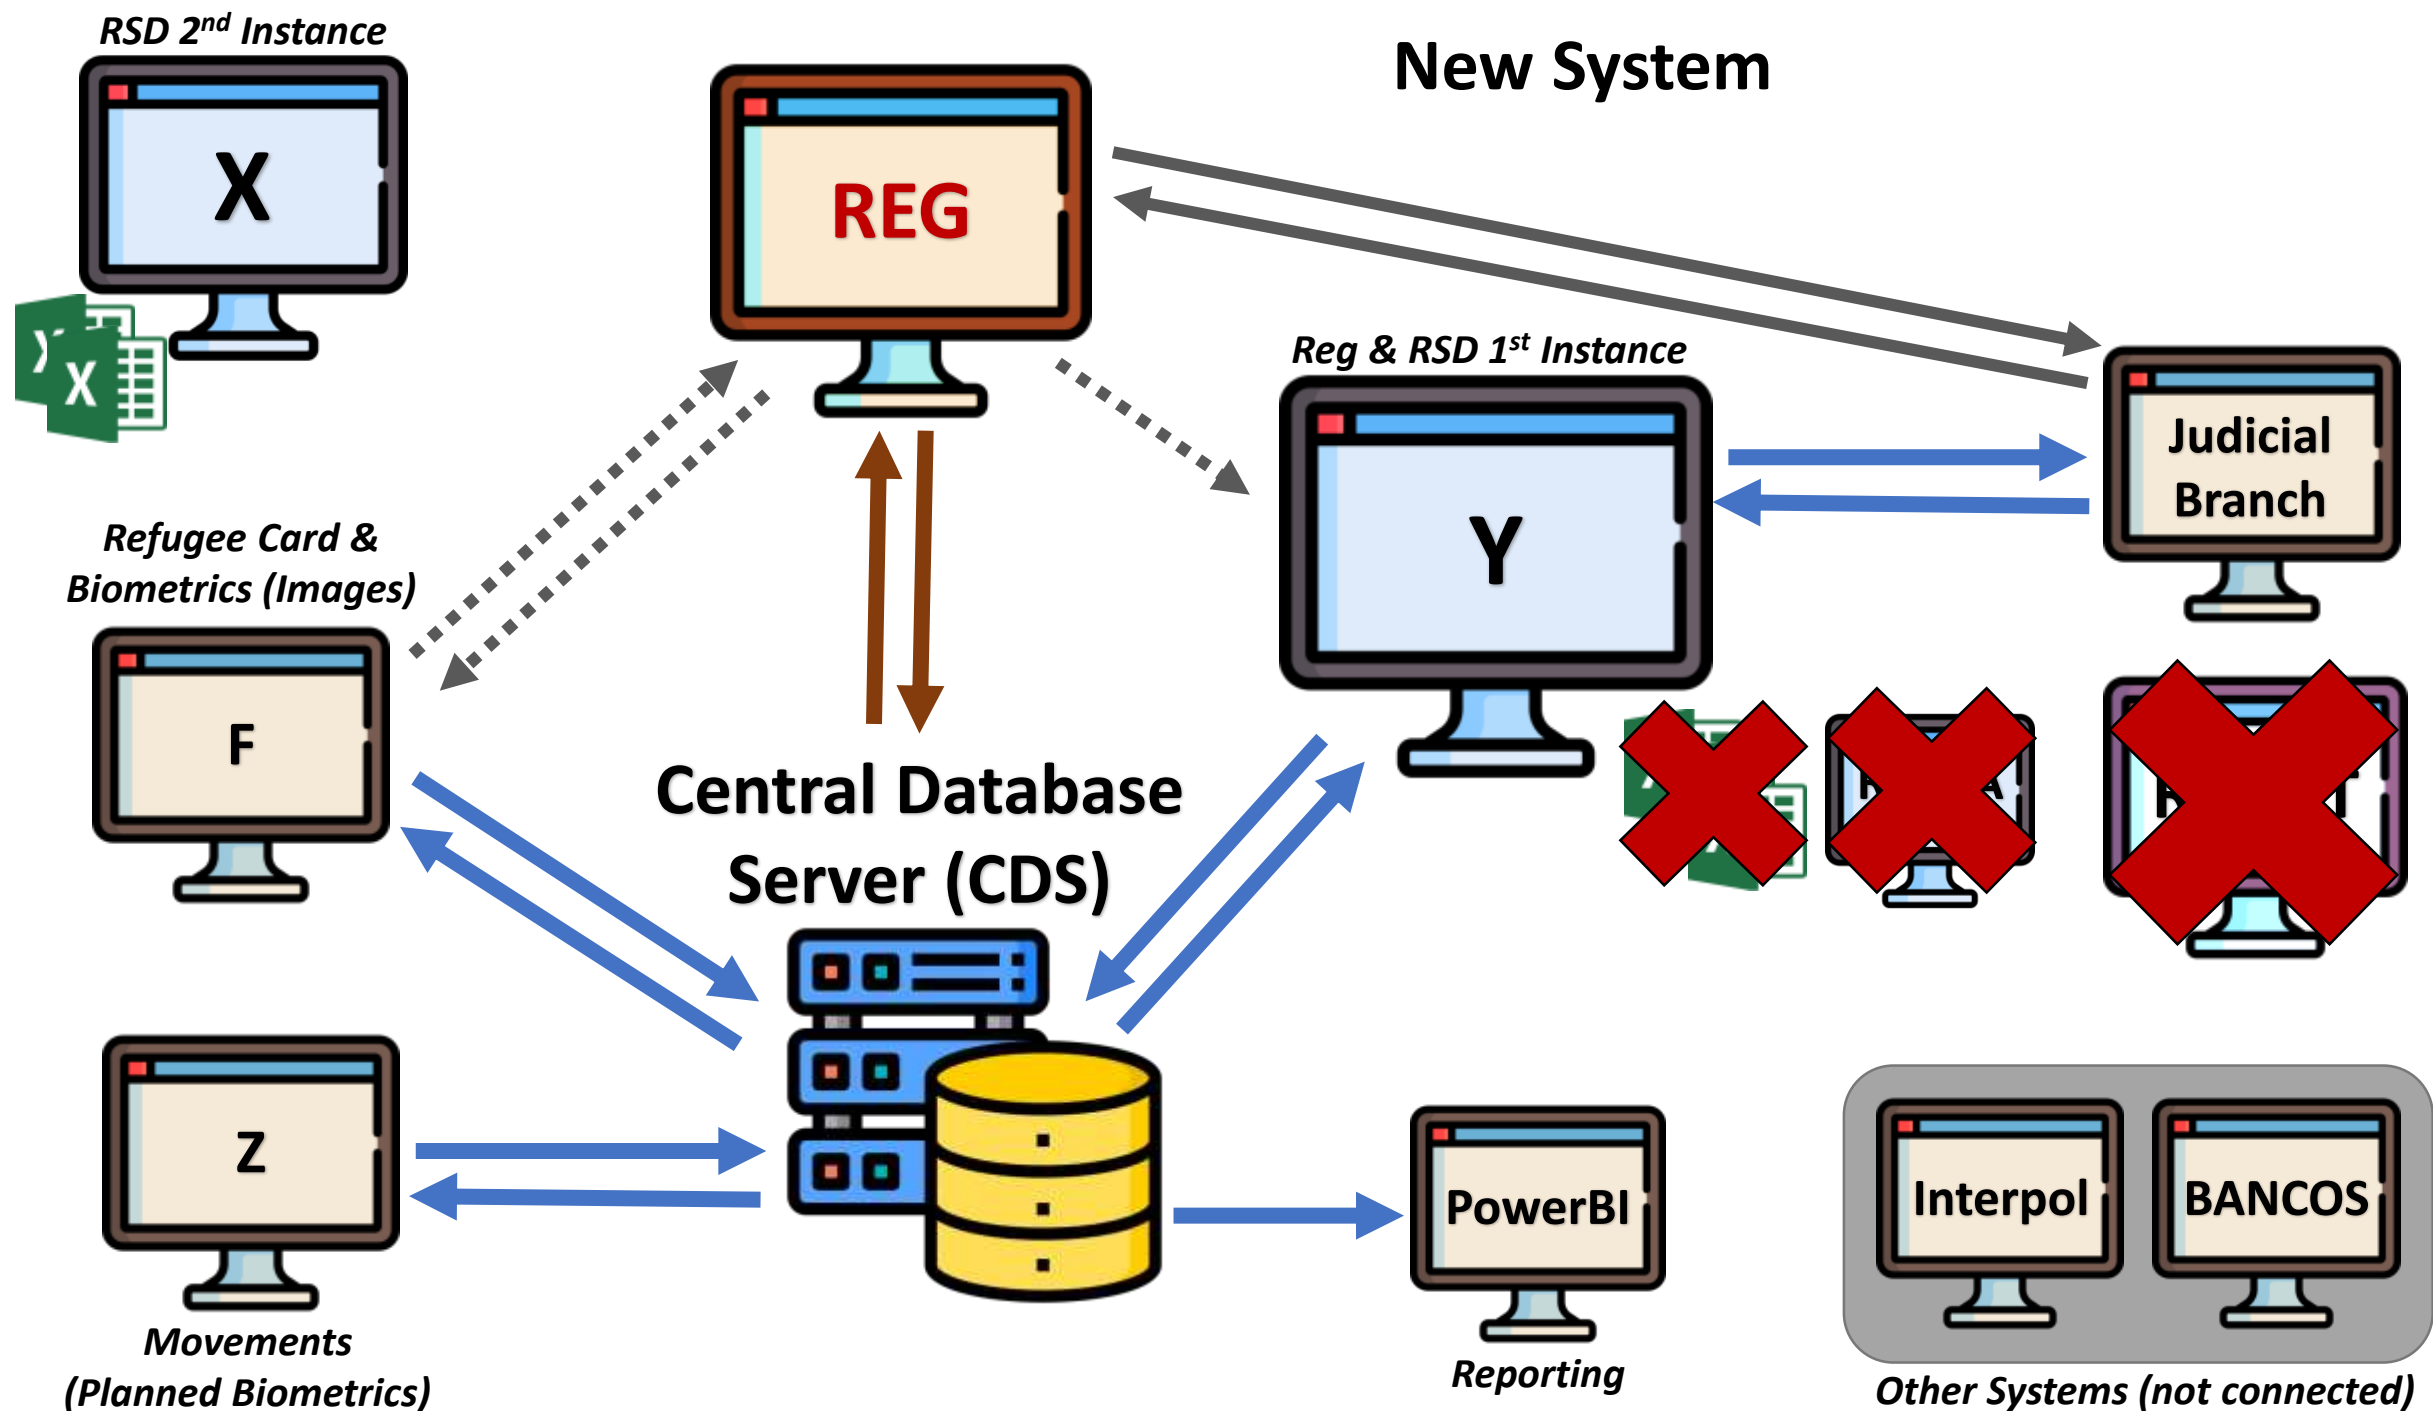 RSD 2nd Instance
New System
X
REG
X
X
Reg & RSD 1st Instance
Judicial
Branch
Y
Refugee Card &
Biometrics (Images)
F
Central Database
Server (CDS)
Z
PowerBI
Interpol
BANCOS
Movements
(Planned Biometrics)
Reporting
Other Systems (not connected)